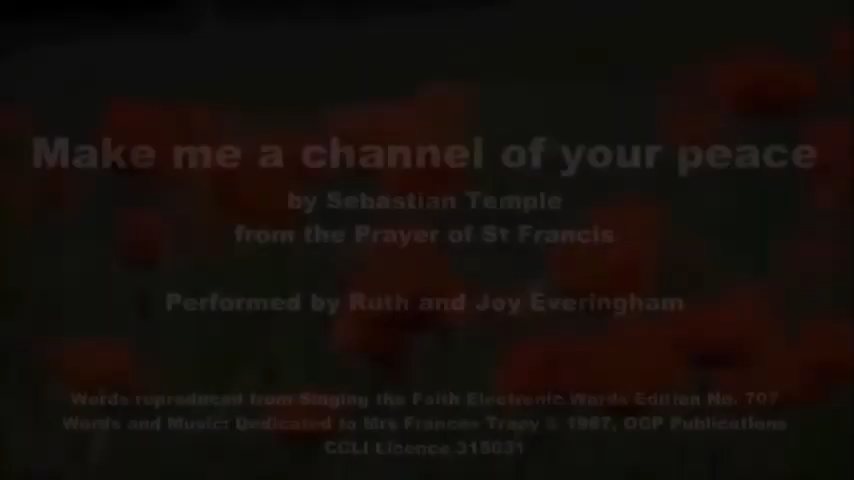 Make me a channel of your peace
by Sebastian Temple
from the Prayer of St Francis
Performed by Ruth and Joy Everingham
Words reproduced from Singing the Faith Electronic Words Edition No. 707
Words and Music: Dedicated to Mrs Frances Tracy © 1967, OCP Publications
CCLI Licence 315031